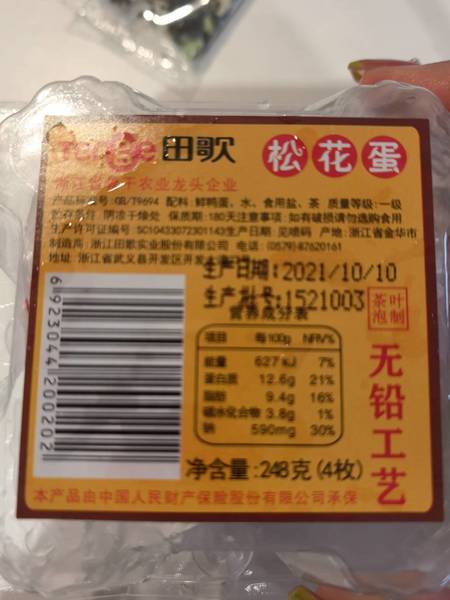 田歌
松花蛋
农业龙头企业
产品标准号:GB/T9694 配料:鲜鸭蛋、水、食用盐、茶 质量等级:一级
贮存条件:阴凉干燥处 保质期:180天注意事项:如有破损请勿选购食用
生产许可证编号:SC10433072301143生产日期:见喷码 产地:浙江省金华市
制造商:浙江田歌实业股份有限公司 电话:(0579)87620161
地址:浙江省武义县开发区
生产日期:2021/10/10
生产批号:1521003
营养成分表
茶叶泡制
项目 每100g NRV%
能量 627kJ 7%
蛋白质 12.6g 21%
脂肪 9.4g 16%
碳水化合物 3.8g 1%
钠 590mg 30%
无铅工艺
6923044200202
净含量:248克(4枚)
本产品由中国人民财产保险股份有限公司承保